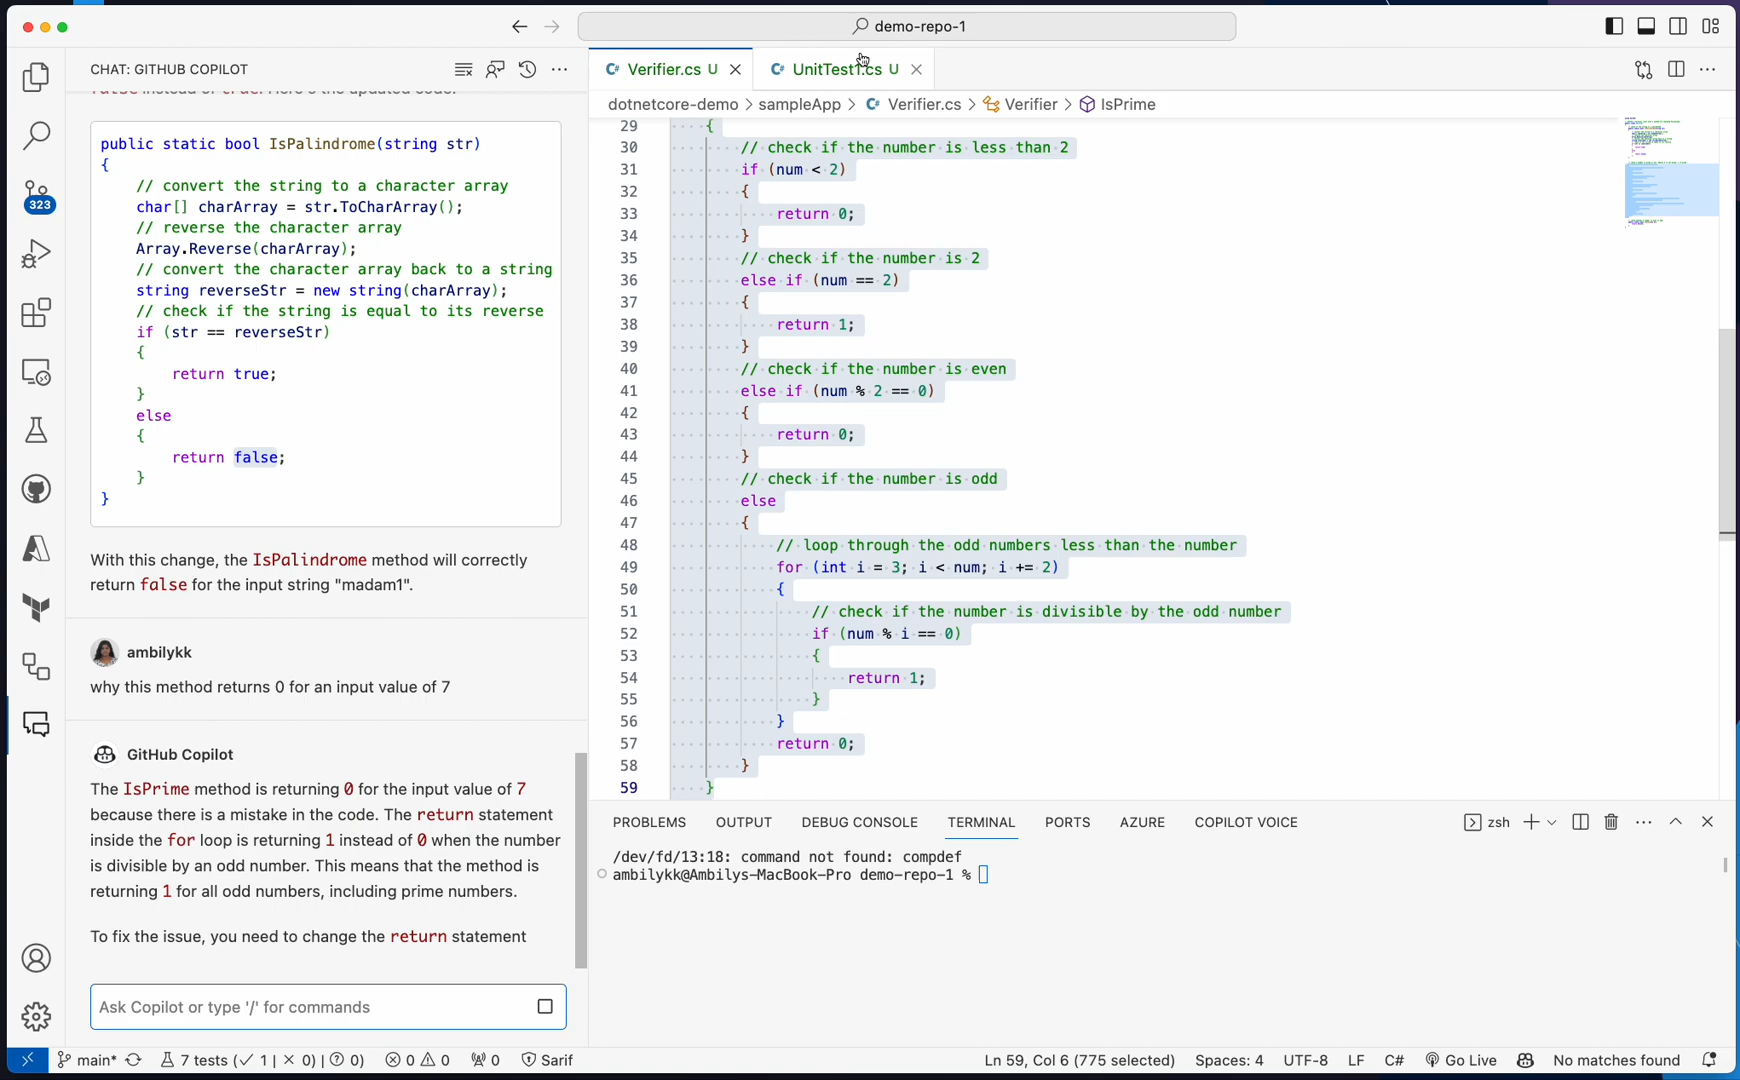 demo-repo-1
CHAT: GITHUB COPILOT
public static bool IsPalindrome(string str)
{
// convert the string to a character array
char[] charArray = str.ToCharArray();
// reverse the character array
Array.Reverse(charArray);
// convert the character array back to a string
string reverseStr = new string(charArray);
// check if the string is equal to its reverse
if (str == reverseStr)
{
return true;
}
else
{
return false;
}
}
With this change, the IsPalindrome method will correctly
return false for the input string "madam1".
ambilykk
why this method returns 0 for an input value of 7
GitHub Copilot
The IsPrime method is returning 0 for the input value of 7
because there is a mistake in the code. The return statement
inside the for loop is returning 1 instead of 0 when the number
is divisible by an odd number. This means that the method is
returning 1 for all odd numbers, including prime numbers.
To fix the issue, you need to change the return statement
Ask Copilot or type '/' for commands
323
Verifier.cs U
UnitTest1.cs U
dotnetcore-demo > sampleApp > Verifier.cs > Verifier > IsPrime
29 {
30 // check if the number is less than 2
31 if (num < 2)
32 {
33 return 0;
34 }
35 // check if the number is 2
36 else if (num == 2)
37 {
38 return 1;
39 }
40 // check if the number is even
41 else if (num % 2 == 0)
42 {
43 return 0;
44 }
45 // check if the number is odd
46 else
47 {
48 // loop through the odd numbers less than the number
49 for (int i = 3; i < num; i += 2)
50 {
51 // check if the number is divisible by the odd number
52 if (num % i == 0)
53 {
54 return 1;
55 }
56 }
57 return 0;
58 }
59 }
PROBLEMS OUTPUT DEBUG CONSOLE TERMINAL PORTS AZURE COPILOT VOICE
zsh
/dev/fd/13:18: command not found: compdef
ambilykk@Ambilys-MacBook-Pro demo-repo-1 %
main* 7 tests (✓ 1 | × 0) | ? 0) 0 0 0 Sarif
Ln 59, Col 6 (775 selected) Spaces: 4 UTF-8 LF C# Go Live No matches found